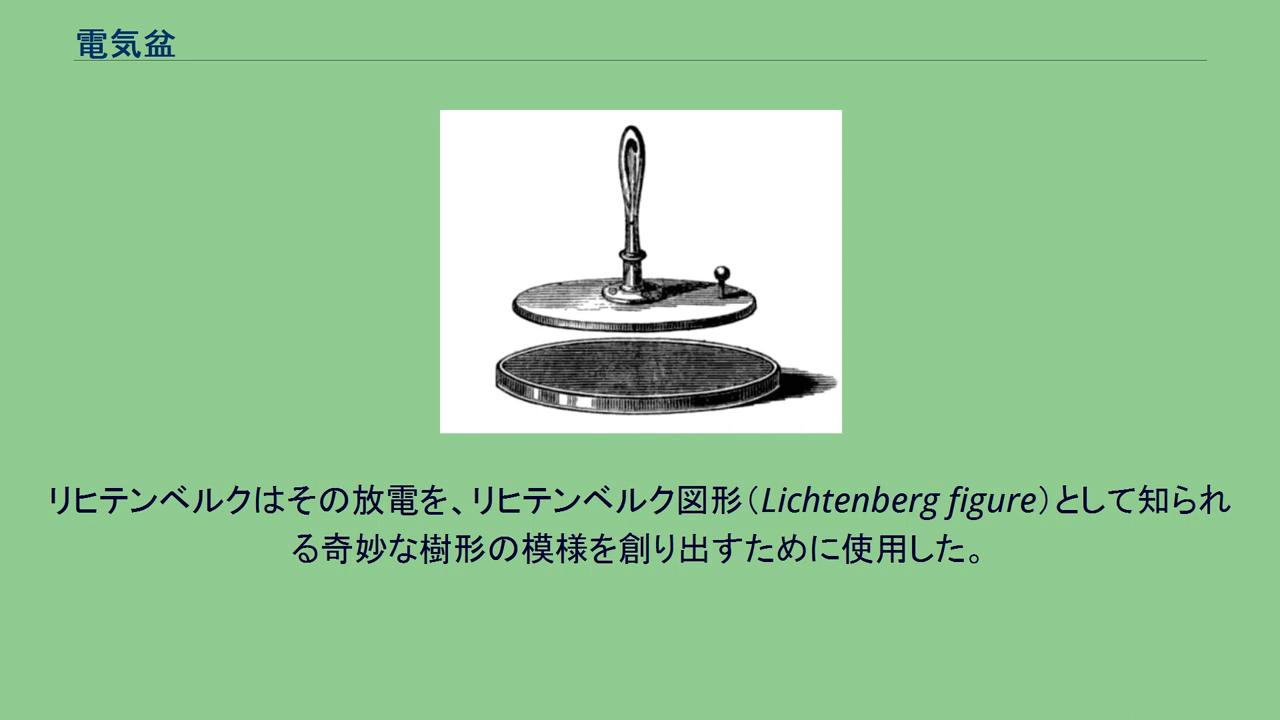 電気盆
リヒテンベルクはその放電を、リヒテンベルク図形（Lichtenberg figure）として知られ
る奇妙な樹形の模様を創り出すために使用した。